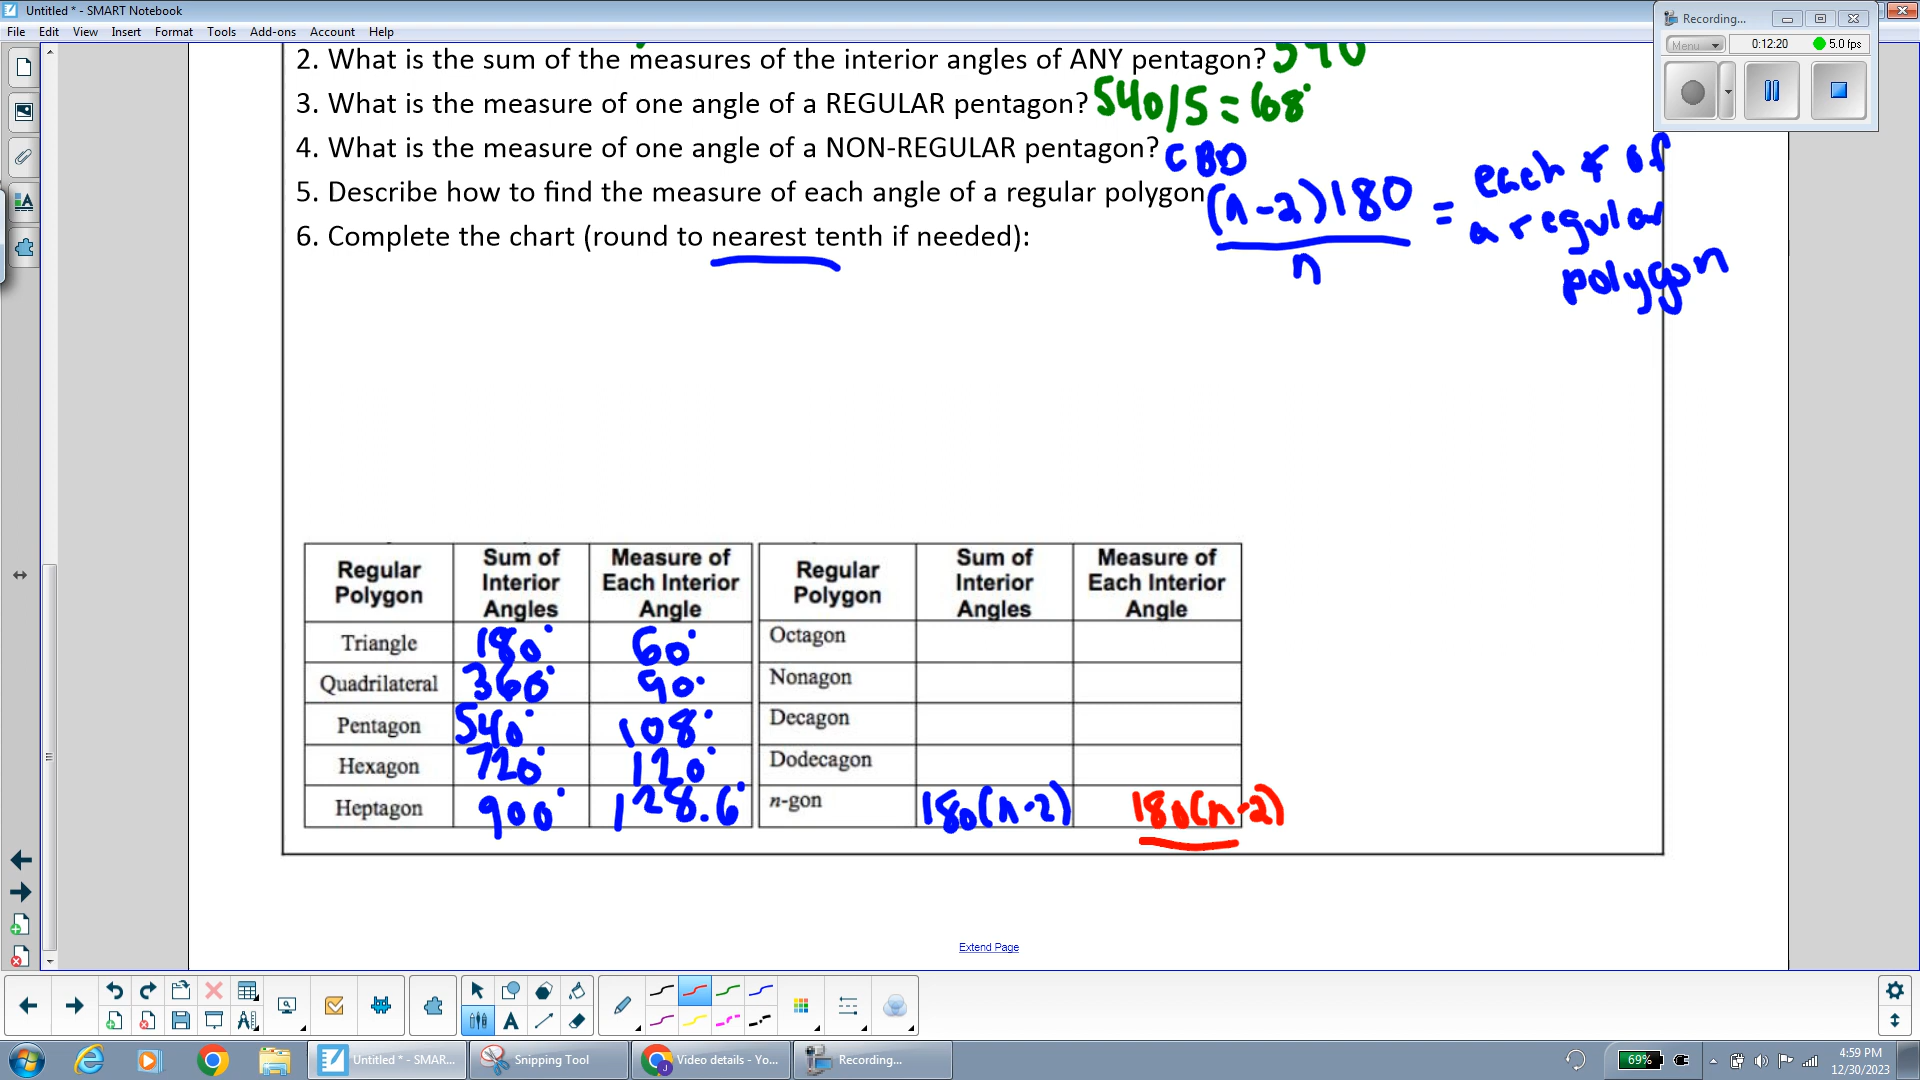 Untitled * - SMART Notebook
File Edit View Insert Format Tools Add-ons Account Help
Recording...
Menu
0:12:20
5.0 fps
2. What is the sum of the measures of the interior angles of ANY pentagon? 540
3. What is the measure of one angle of a REGULAR pentagon? 540/5 = 108°
4. What is the measure of one angle of a NON-REGULAR pentagon? CBD
5. Describe how to find the measure of each angle of a regular polygon (n-2)180 = each ∡ of
n
a regular
polygon
6. Complete the chart (round to nearest tenth if needed):
Regular Polygon Sum of Interior Angles Measure of Each Interior Angle Regular Polygon Sum of Interior Angles Measure of Each Interior Angle
Triangle 180° 60° Octagon
Quadrilateral 360° 90° Nonagon
Pentagon 540° 108° Decagon
Hexagon 720° 120° Dodecagon
Heptagon 900° 128.6° n-gon 180(n-2) 180(n-2)
Extend Page
Untitled * - SMAR...
Snipping Tool
Video details - Yo...
Recording...
69%
4:59 PM
12/30/2023